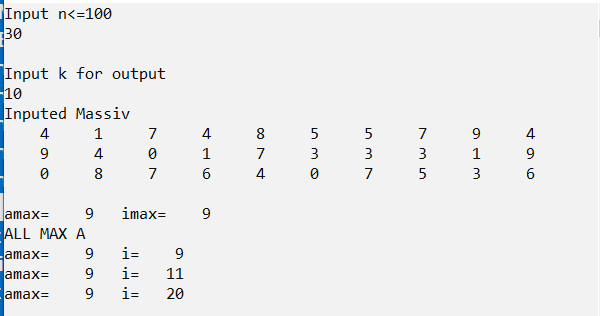 Input n<=100
30
Input k for output
10
Inputed Massiv
4 1 7 4 8 5 5 7 9 4
9 4 0 1 7 3 3 3 1 9
0 8 7 6 4 0 7 5 3 6
amax= 9 imax= 9
ALL MAX A
amax= 9 i= 9
amax= 9 i= 11
amax= 9 i= 20